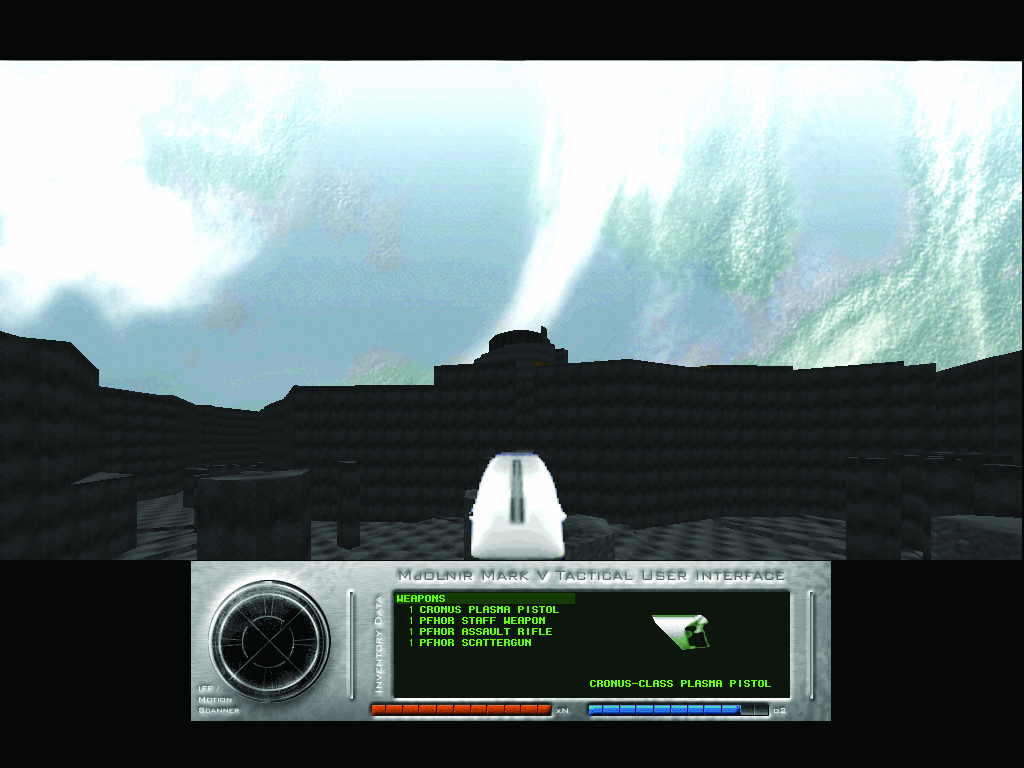 Mjolnir Mark V Tactical User Interface
Inventory Data
WEAPONS
1 CRONUS PLASMA PISTOL
1 PFHOR STAFF WEAPON
1 PFHOR ASSAULT RIFLE
1 PFHOR SCATTERGUN
CRONUS-CLASS PLASMA PISTOL
IFF /
Motion
Scanner
xN
o2